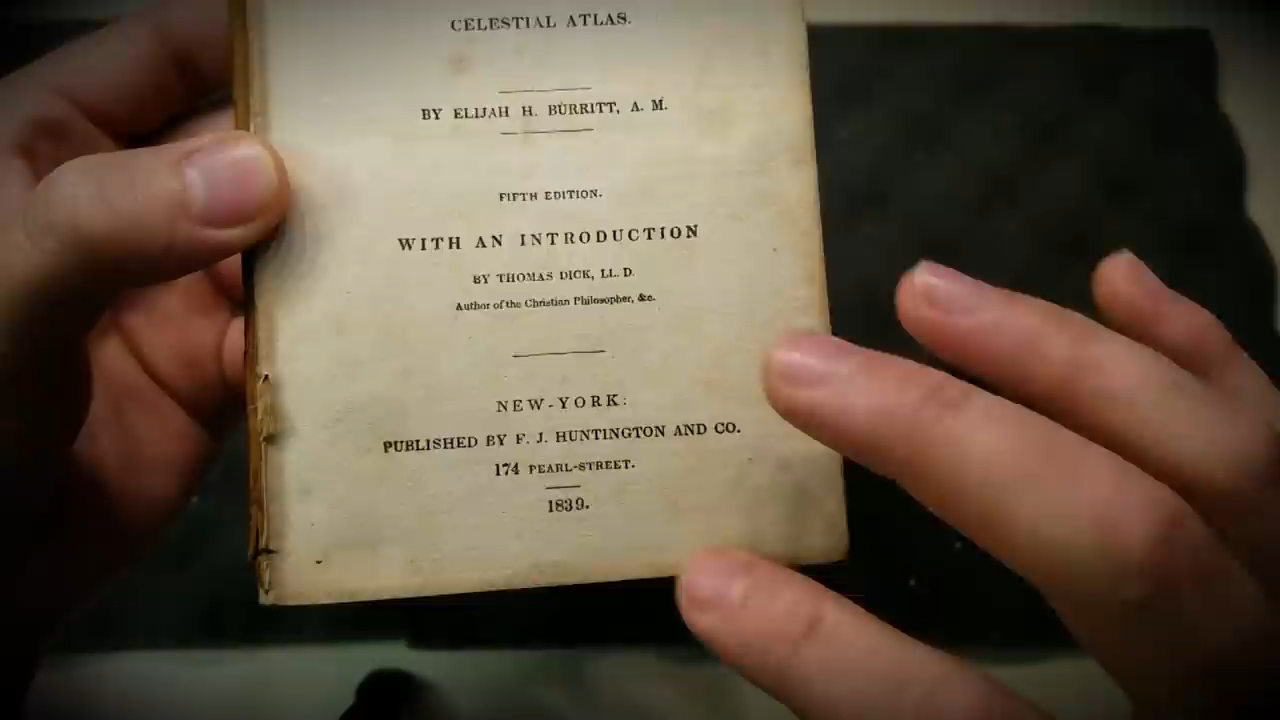 CELESTIAL ATLAS.
BY ELIJAH H. BURRITT, A. M.
FIFTH EDITION.
WITH AN INTRODUCTION
BY THOMAS DICK, LL. D.
Author of the Christian Philosopher, &c.
NEW-YORK:
PUBLISHED BY F. J. HUNTINGTON AND CO.
174 PEARL-STREET.
1839.